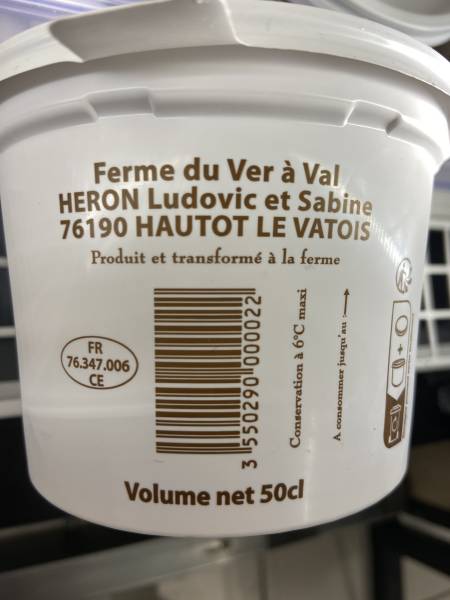 Ferme du Ver à Val
HERON Ludovic et Sabine
76190 HAUTOT LE VATOIS
Produit et transformé à la ferme
FR
76.347.006
CE
3 550290 000022
Conservation à 6°C maxi
A consommer jusqu'au :
Volume net 50cl